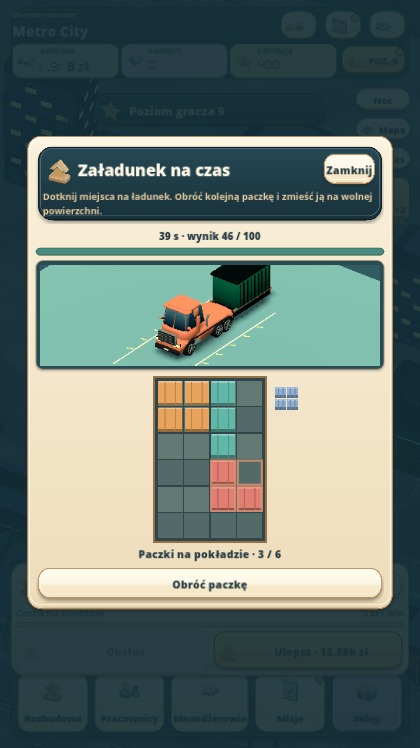 Metro City
Poziom gracza 9
Noc
Mapa
Załadunek na czas
Zamknij
Dotknij miejsca na ładunek. Obróć kolejną paczkę i zmieść ją na wolnej
powierzchni.
39 s · wynik 46 / 100
Paczki na pokładzie · 3 / 6
Obróć paczkę
Obsłuż
Ulepsz · 13.88k zł
Rozbudowa
Pracownicy
Menedżerowie
Misje
Sklep